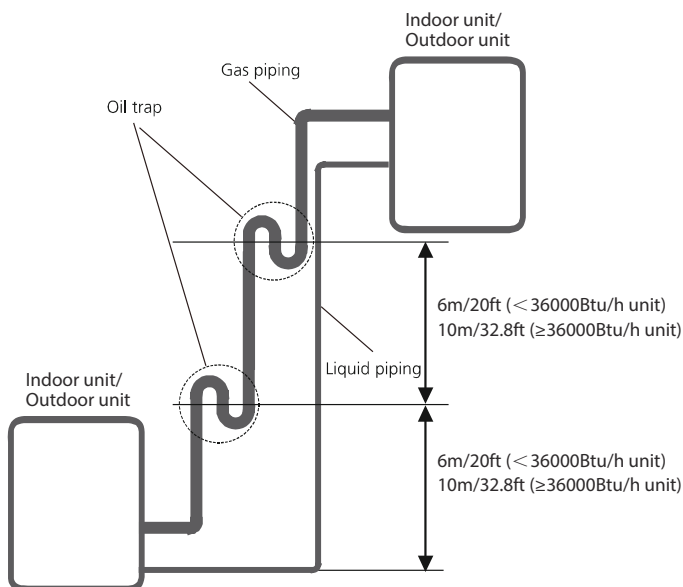 Indoor unit/
Outdoor unit
Gas piping
Oil trap
6m/20ft (<36000Btu/h unit)
10m/32.8ft (≥36000Btu/h unit)
Liquid piping
Indoor unit/
Outdoor unit
6m/20ft (<36000Btu/h unit)
10m/32.8ft (≥36000Btu/h unit)